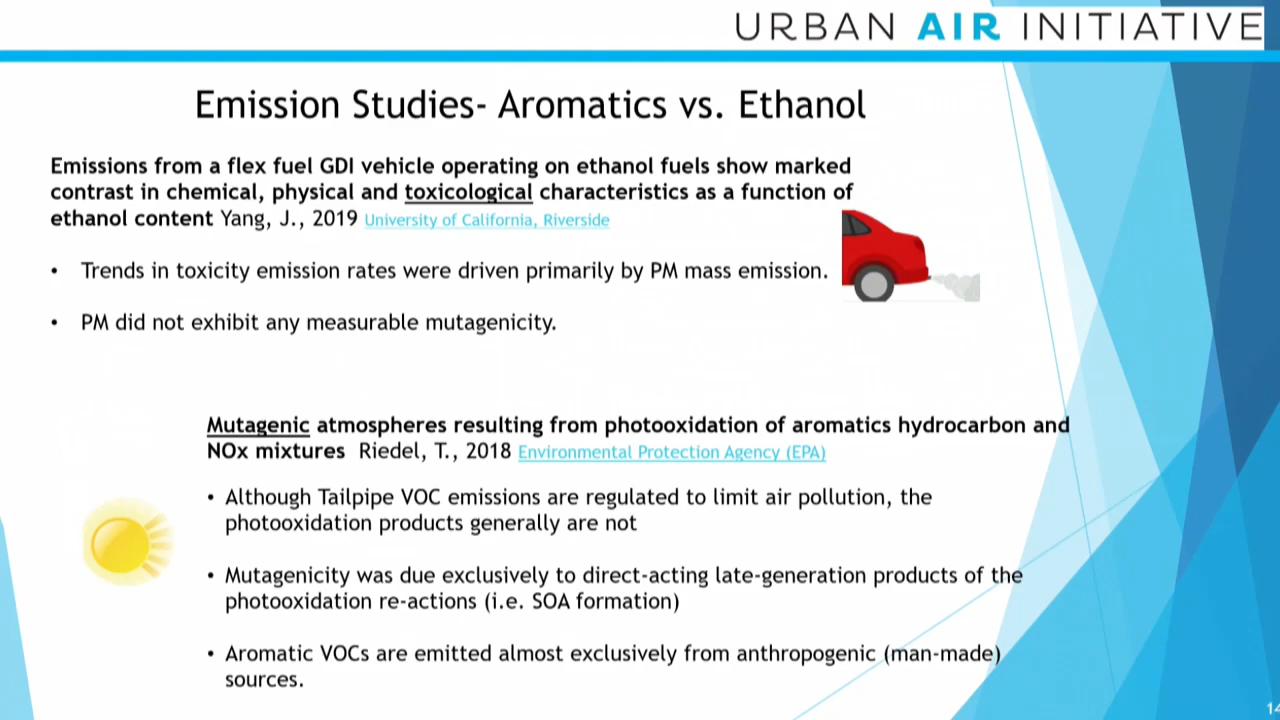 URBAN AIR INITIATIVE
Emission Studies- Aromatics vs. Ethanol
Emissions from a flex fuel GDI vehicle operating on ethanol fuels show marked
contrast in chemical, physical and toxicological characteristics as a function of
ethanol content Yang, J., 2019 University of California, Riverside
• Trends in toxicity emission rates were driven primarily by PM mass emission.
• PM did not exhibit any measurable mutagenicity.
Mutagenic atmospheres resulting from photooxidation of aromatics hydrocarbon and
NOx mixtures Riedel, T., 2018 Environmental Protection Agency (EPA)
• Although Tailpipe VOC emissions are regulated to limit air pollution, the
photooxidation products generally are not
• Mutagenicity was due exclusively to direct-acting late-generation products of the
photooxidation re-actions (i.e. SOA formation)
• Aromatic VOCs are emitted almost exclusively from anthropogenic (man-made)
sources.